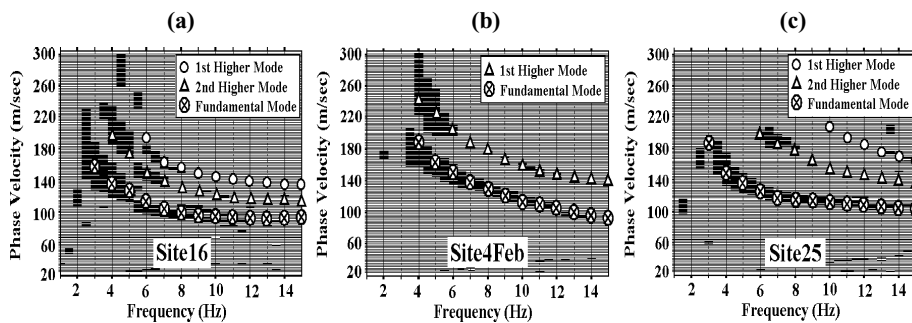 (a)
(b)
(c)
Phase Velocity (m/sec)
300
260
220
180
140
100
60
20
1st Higher Mode
2nd Higher Mode
Fundamental Mode
Site16
2 4 6 8 10 12 14
Frequency (Hz)
Phase Velocity (m/sec)
300
260
220
180
140
100
60
20
1st Higher Mode
Fundamental Mode
Site4Feb
2 4 6 8 10 12 14
Frequency (Hz)
Phase Velocity (m/sec)
300
260
220
180
140
100
60
20
1st Higher Mode
2nd Higher Mode
Fundamental Mode
Site25
2 4 6 8 10 12 14
Frequency (Hz)